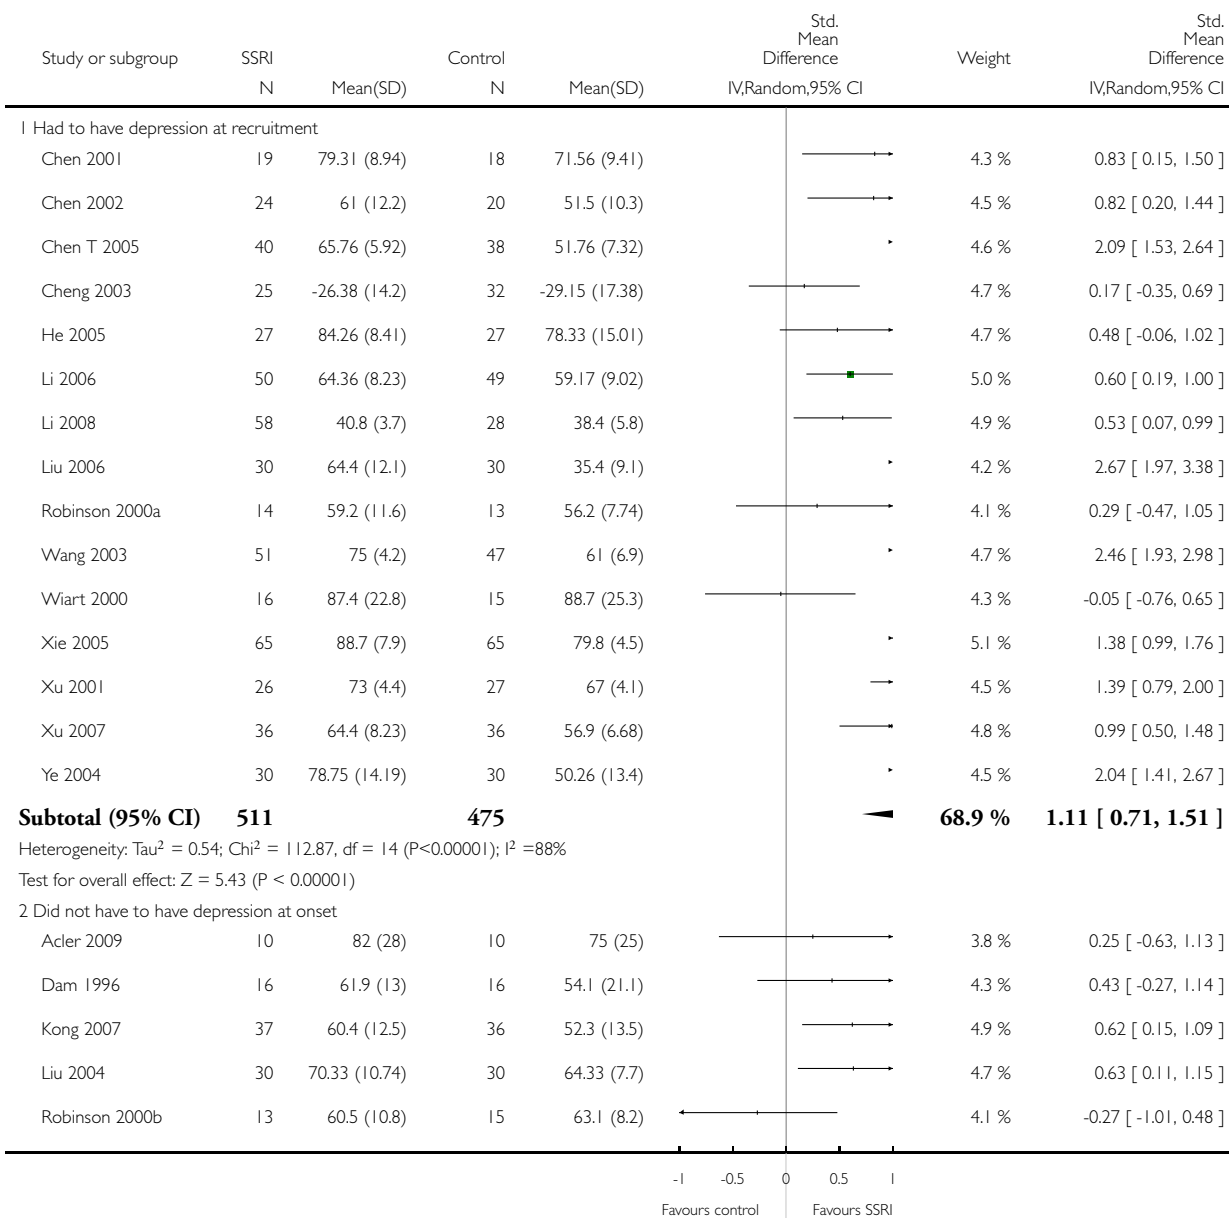 Study or subgroup SSRI Control Std. Mean Difference Weight Std. Mean Difference
N Mean(SD) N Mean(SD) IV,Random,95% CI IV,Random,95% CI
1 Had to have depression at recruitment
Chen 2001 19 79.31 (8.94) 18 71.56 (9.41) 4.3 % 0.83 [ 0.15, 1.50 ]
Chen 2002 24 61 (12.2) 20 51.5 (10.3) 4.5 % 0.82 [ 0.20, 1.44 ]
Chen T 2005 40 65.76 (5.92) 38 51.76 (7.32) 4.6 % 2.09 [ 1.53, 2.64 ]
Cheng 2003 25 -26.38 (14.2) 32 -29.15 (17.38) 4.7 % 0.17 [ -0.35, 0.69 ]
He 2005 27 84.26 (8.41) 27 78.33 (15.01) 4.7 % 0.48 [ -0.06, 1.02 ]
Li 2006 50 64.36 (8.23) 49 59.17 (9.02) 5.0 % 0.60 [ 0.19, 1.00 ]
Li 2008 58 40.8 (3.7) 28 38.4 (5.8) 4.9 % 0.53 [ 0.07, 0.99 ]
Liu 2006 30 64.4 (12.1) 30 35.4 (9.1) 4.2 % 2.67 [ 1.97, 3.38 ]
Robinson 2000a 14 59.2 (11.6) 13 56.2 (7.74) 4.1 % 0.29 [ -0.47, 1.05 ]
Wang 2003 51 75 (4.2) 47 61 (6.9) 4.7 % 2.46 [ 1.93, 2.98 ]
Wiart 2000 16 87.4 (22.8) 15 88.7 (25.3) 4.3 % -0.05 [ -0.76, 0.65 ]
Xie 2005 65 88.7 (7.9) 65 79.8 (4.5) 5.1 % 1.38 [ 0.99, 1.76 ]
Xu 2001 26 73 (4.4) 27 67 (4.1) 4.5 % 1.39 [ 0.79, 2.00 ]
Xu 2007 36 64.4 (8.23) 36 56.9 (6.68) 4.8 % 0.99 [ 0.50, 1.48 ]
Ye 2004 30 78.75 (14.19) 30 50.26 (13.4) 4.5 % 2.04 [ 1.41, 2.67 ]
Subtotal (95% CI) 511 475 68.9 % 1.11 [ 0.71, 1.51 ]
Heterogeneity: Tau² = 0.54; Chi² = 112.87, df = 14 (P<0.00001); I² =88%
Test for overall effect: Z = 5.43 (P < 0.00001)
2 Did not have to have depression at onset
Acler 2009 10 82 (28) 10 75 (25) 3.8 % 0.25 [ -0.63, 1.13 ]
Dam 1996 16 61.9 (13) 16 54.1 (21.1) 4.3 % 0.43 [ -0.27, 1.14 ]
Kong 2007 37 60.4 (12.5) 36 52.3 (13.5) 4.9 % 0.62 [ 0.15, 1.09 ]
Liu 2004 30 70.33 (10.74) 30 64.33 (7.7) 4.7 % 0.63 [ 0.11, 1.15 ]
Robinson 2000b 13 60.5 (10.8) 15 63.1 (8.2) 4.1 % -0.27 [ -1.01, 0.48 ]
-1 -0.5 0 0.5 1
Favours control Favours SSRI